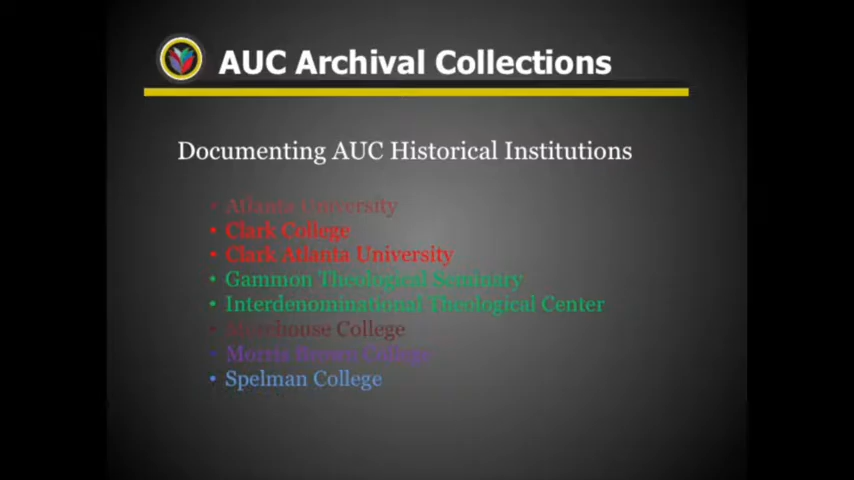 AUC Archival Collections
Documenting AUC Historical Institutions
• Atlanta University
• Clark College
• Clark Atlanta University
• Gammon Theological Seminary
• Interdenominational Theological Center
• Morehouse College
• Morris Brown College
• Spelman College